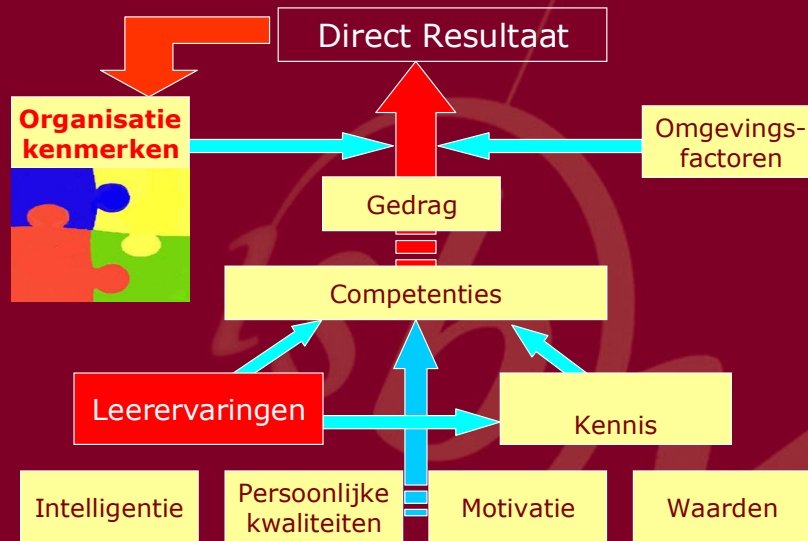 Direct Resultaat
Organisatie
kenmerken
Omgevings-
factoren
Gedrag
Competenties
Leerervaringen
Kennis
Intelligentie
Persoonlijke
kwaliteiten
Motivatie
Waarden